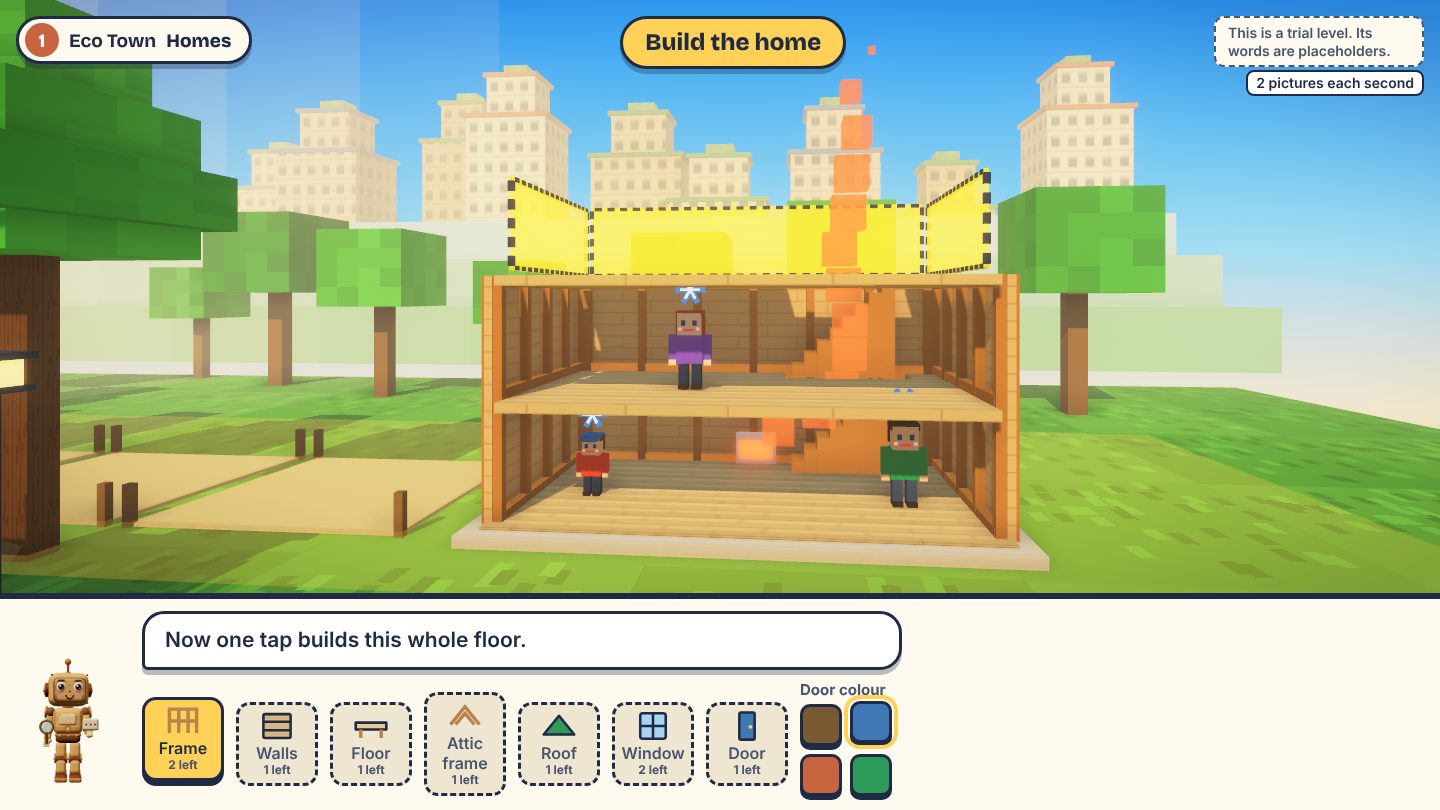 1 Eco Town Homes
Build the home
This is a trial level. Its
words are placeholders.
2 pictures each second
Now one tap builds this whole floor.
Door colour
Frame
2 left
Walls
1 left
Floor
1 left
Attic
frame
1 left
Roof
1 left
Window
2 left
Door
1 left